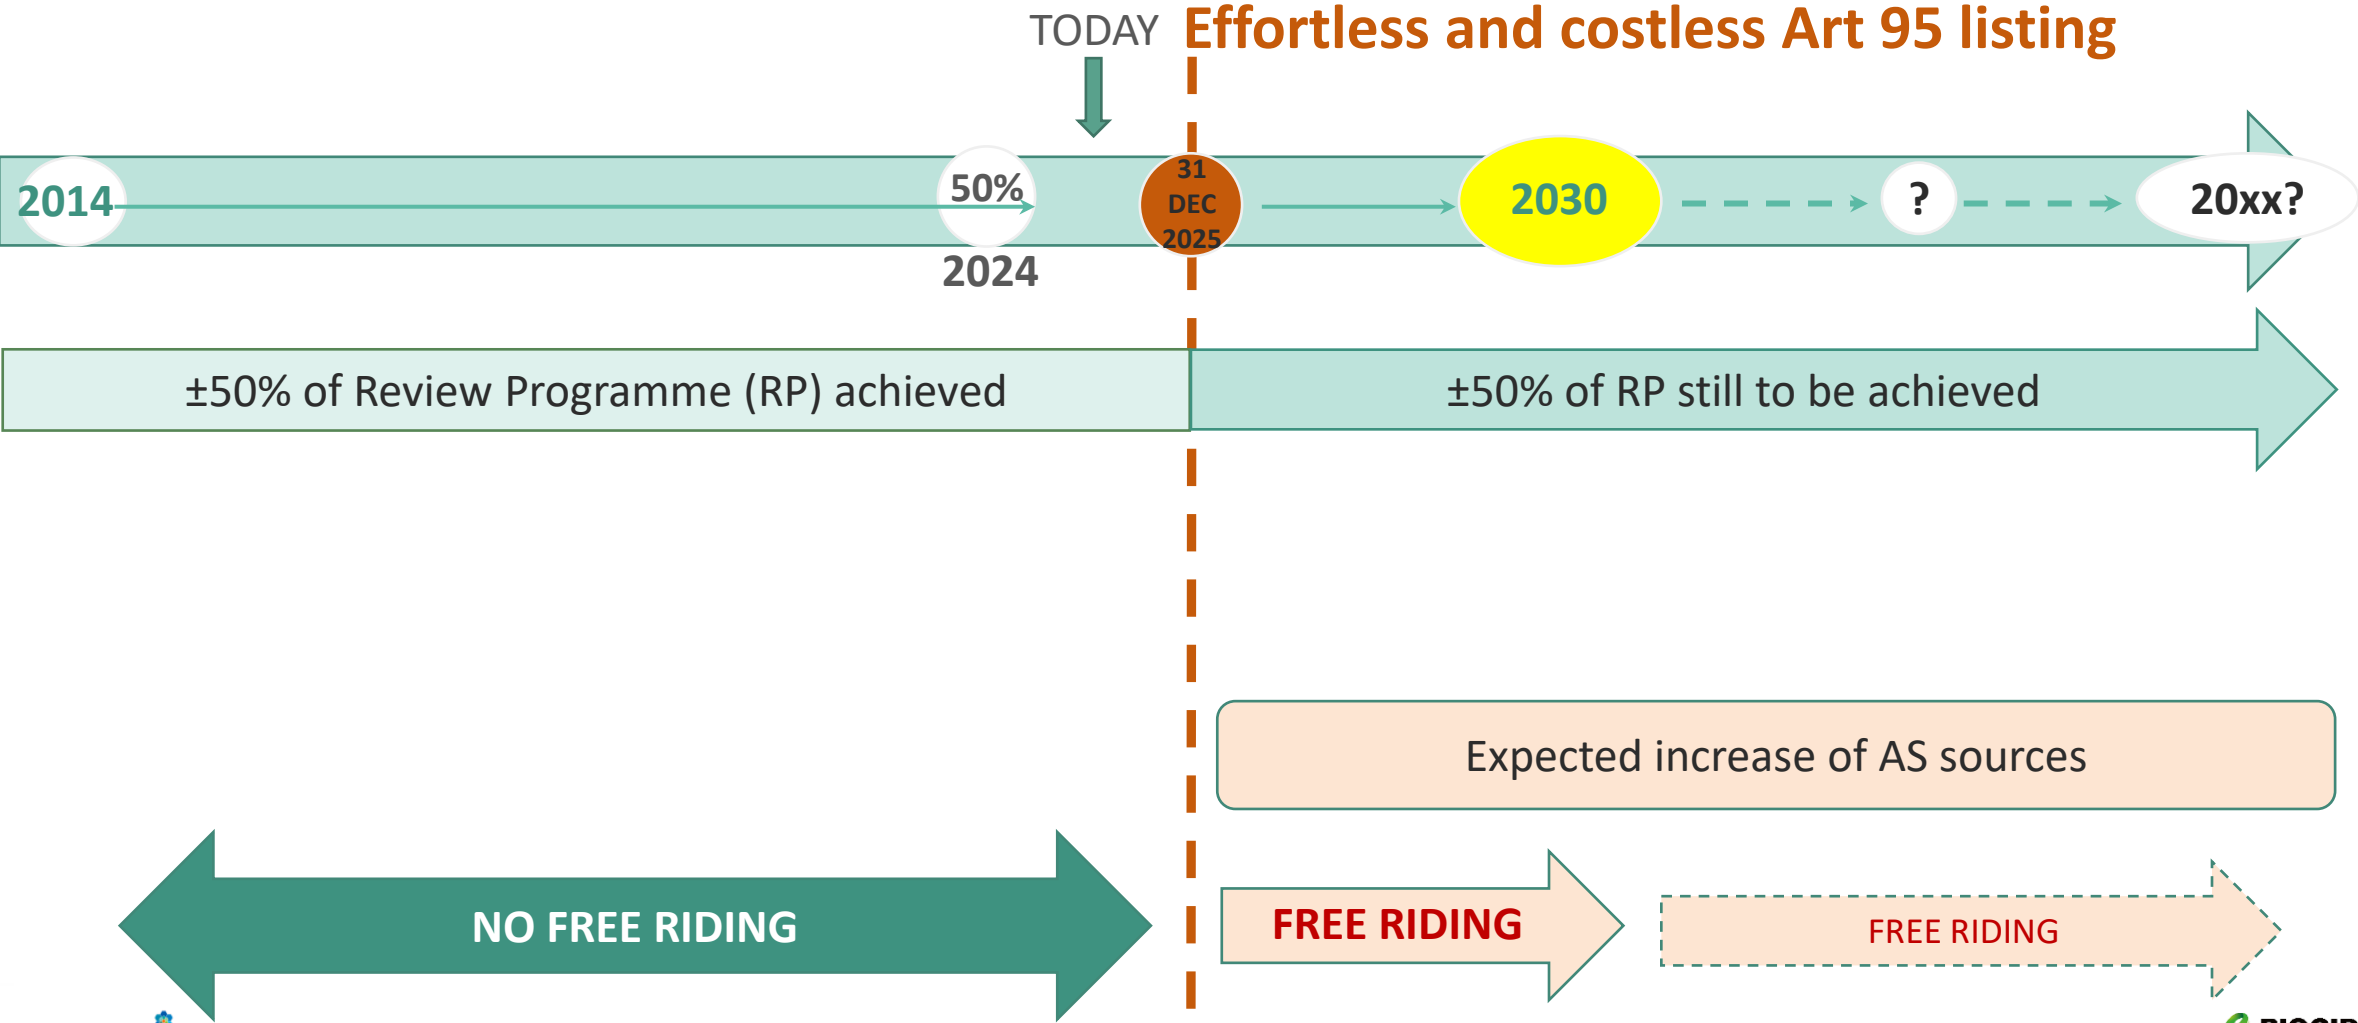 TODAY
Effortless and costless Art 95 listing
2014
50%
2024
31
DEC
2025
2030
?
20xx?
±50% of Review Programme (RP) achieved
±50% of RP still to be achieved
Expected increase of AS sources
NO FREE RIDING
FREE RIDING
FREE RIDING